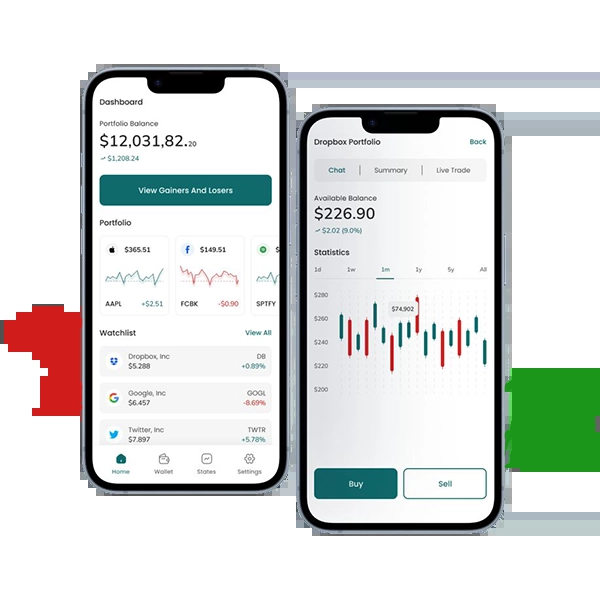 Dashboard
Portfolio Balance
$12,031,82.20
$1,208.24
View Gainers And Losers
Portfolio
$365.51
$149.51
$3
AAPL +$2.51
FCBK -$0.90
SPTFY
Watchlist View All
Dropbox, Inc DB
$5.288 +0.89%
Google, Inc GOGL
$6.457 -8.69%
Twitter, Inc TWTR
$7.897 +5.78%
Home Wallet States Settings
Dropbox Portfolio Back
Chat Summary Live Trade
Available Balance
$226.90
$2.02 (9.0%)
Statistics
1d 1w 1m 1y 5y All
$280
$74,902
$260
$240
$220
$200
Buy Sell